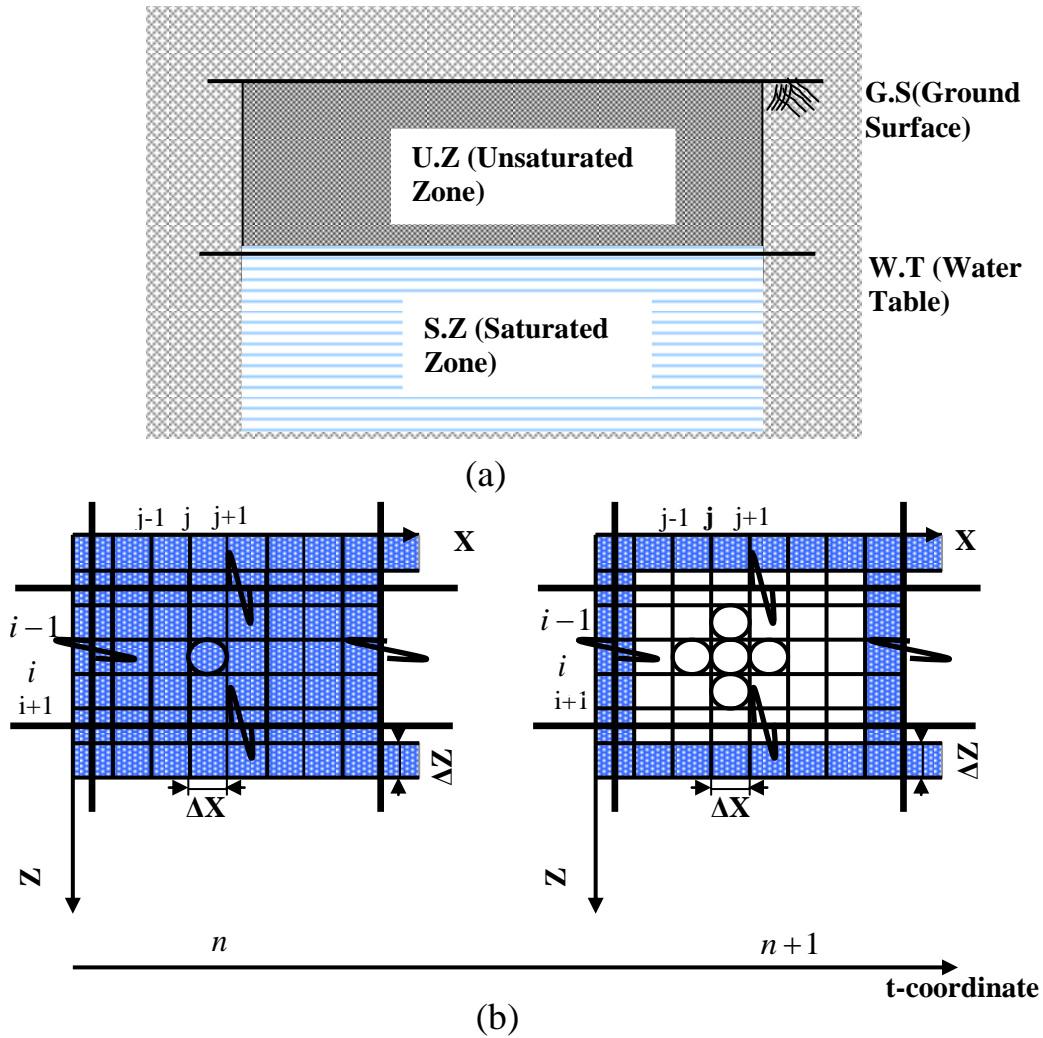 G.S(Ground
Surface)
U.Z (Unsaturated
Zone)
W.T (Water
Table)
S.Z (Saturated
Zone)
(a)
j-1 j j+1
X
i − 1
i
i+1
ΔZ
ΔX
Z
j-1 j j+1
X
i − 1
i
i+1
ΔZ
ΔX
Z
n
n + 1
t-coordinate
(b)